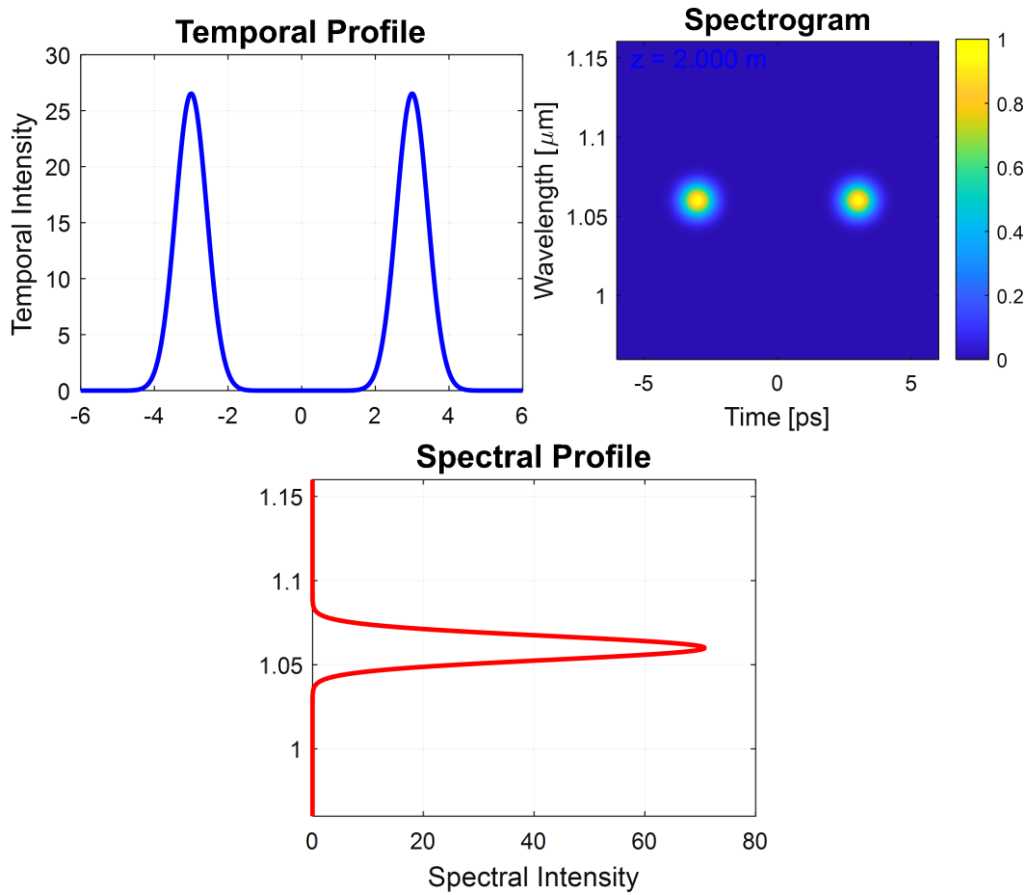 Temporal Profile
30
25
20
15
10
5
0
Temporal Intensity
-6 -4 -2 0 2 4 6
Spectrogram
z = 2.000 m
1.15
1.1
1.05
1
Wavelength [μm]
-5 0 5
Time [ps]
1
0.8
0.6
0.4
0.2
0
Spectral Profile
1.15
1.1
1.05
1
0 20 40 60 80
Spectral Intensity